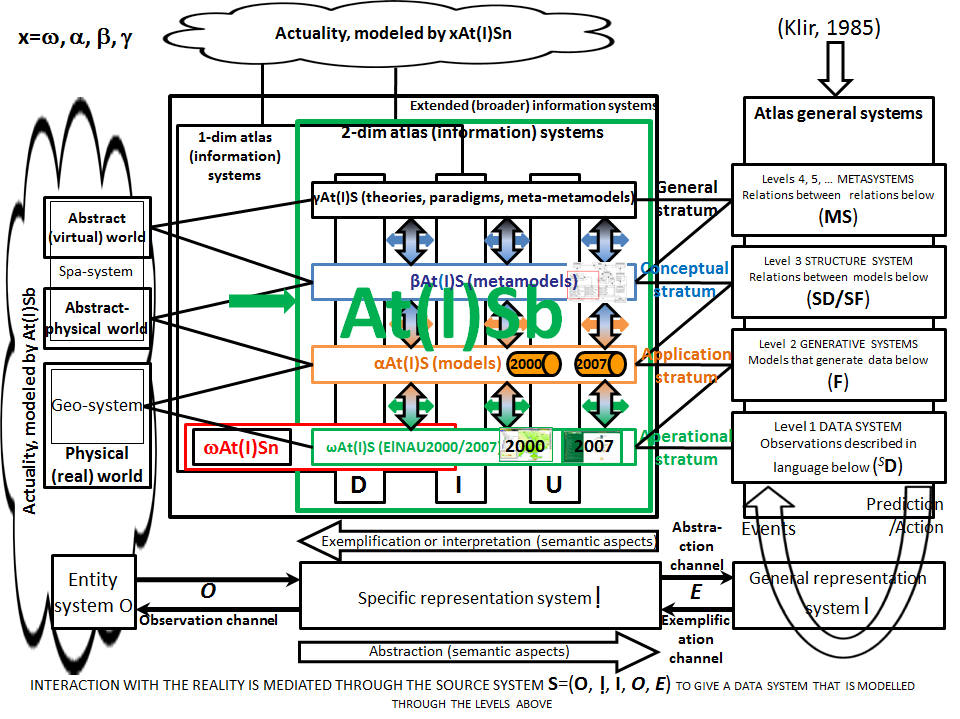 x=ω, α, β, γ
Actuality, modeled by xAt(I)Sn
(Klir, 1985)
Extended (broader) information systems
1-dim atlas
(information)
systems
2-dim atlas (information) systems
Atlas general systems
Actuality, modeled by At(I)Sb
Abstract
(virtual) world
Spa-system
Abstract-
physical world
Geo-system
Physical
(real) world
γAt(I)S (theories, paradigms, meta-metamodels)
General
stratum
βAt(I)S (metamodels)
Conceptual
stratum
At(I)Sb
αAt(I)S (models)
2000
2007
Application
stratum
ωAt(I)Sn
ωAt(I)S (ElNAU2000/2007)
2000
2007
Operational
stratum
D
I
U
Levels 4, 5, ... METASYSTEMS
Relations between relations below
(MS)
Level 3 STRUCTURE SYSTEM
Relations between models below
(SD/SF)
Level 2 GENERATIVE SYSTEMS
Models that generate data below
(F)
Level 1 DATA SYSTEM
Observations described in
language below (ˢD)
Events
Prediction
/Action
Exemplification or interpretation (semantic aspects)
Abstra-
ction
channel
Entity
system O
O
Observation channel
Specific representation system !
E
Exemplific
ation
channel
General representation
system I
Abstraction (semantic aspects)
INTERACTION WITH THE REALITY IS MEDIATED THROUGH THE SOURCE SYSTEM S=(O, !, I, O, E) TO GIVE A DATA SYSTEM THAT IS MODELLED
THROUGH THE LEVELS ABOVE